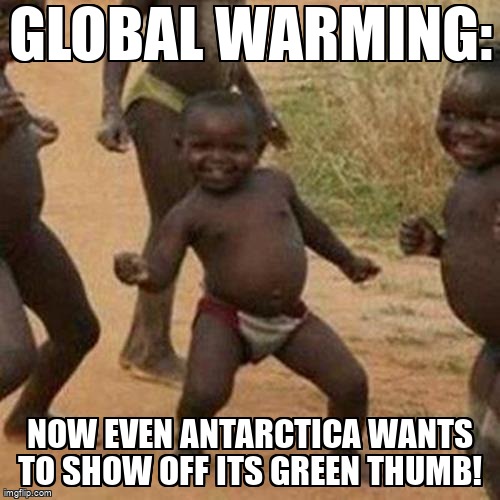 GLOBAL WARMING:
NOW EVEN ANTARCTICA WANTS
TO SHOW OFF ITS GREEN THUMB!
imgflip.com